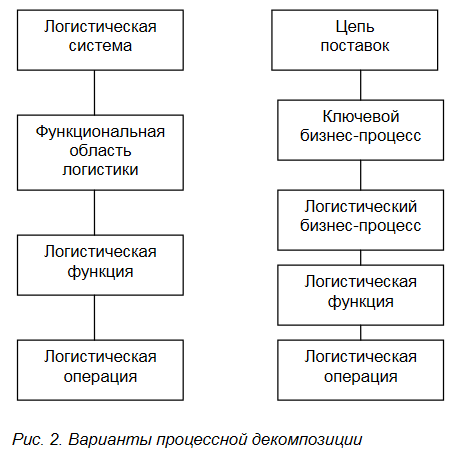 Логистическая
система
Функциональная
область
логистики
Логистическая
функция
Логистическая
операция
Цепь
поставок
Ключевой
бизнес-процесс
Логистический
бизнес-процесс
Логистическая
функция
Логистическая
операция
Рис. 2. Варианты процессной декомпозиции